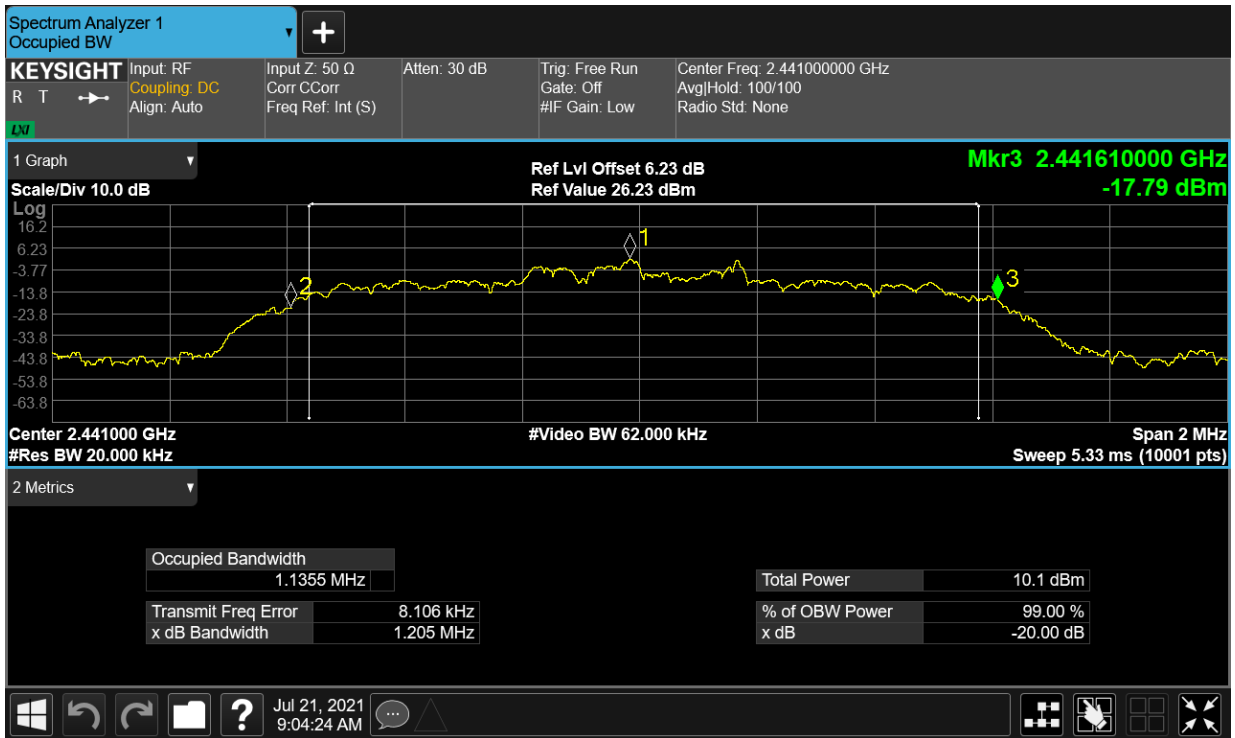 Spectrum Analyzer 1
Occupied BW
KEYSIGHT Input: RF Input Z: 50 Ω Atten: 30 dB Trig: Free Run Center Freq: 2.441000000 GHz
R T Coupling: DC Corr CCorr Gate: Off Avg|Hold: 100/100
Align: Auto Freq Ref: Int (S) #IF Gain: Low Radio Std: None
LXI
1 Graph Ref Lvl Offset 6.23 dB Mkr3 2.441610000 GHz
Scale/Div 10.0 dB Ref Value 26.23 dBm -17.79 dBm
Log
16.2
1
6.23
-3.77
3
2
-13.8
-23.8
-33.8
-43.8
-53.8
-63.8
Center 2.441000 GHz #Video BW 62.000 kHz Span 2 MHz
#Res BW 20.000 kHz Sweep 5.33 ms (10001 pts)
2 Metrics
Occupied Bandwidth
1.1355 MHz Total Power 10.1 dBm
Transmit Freq Error 8.106 kHz % of OBW Power 99.00 %
x dB Bandwidth 1.205 MHz x dB -20.00 dB
? Jul 21, 2021
9:04:24 AM